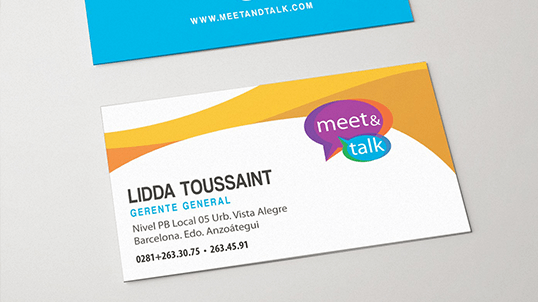 WWW.MEETANDTALK.COM
meet&
talk
LIDDA TOUSSAINT
GERENTE GENERAL
Nivel PB Local 05 Urb. Vista Alegre
Barcelona. Edo. Anzoátegui
0281+263.30.75 • 263.45.91